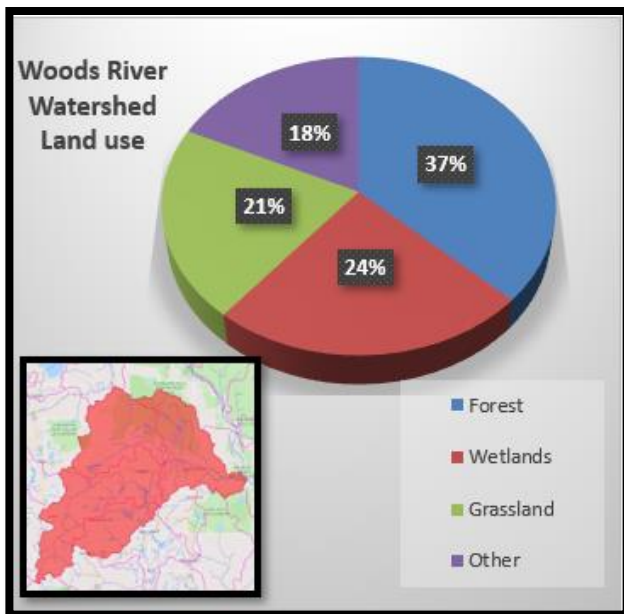 Woods River
Watershed
Land use
18%
37%
21%
24%
Forest
Wetlands
Grassland
Other